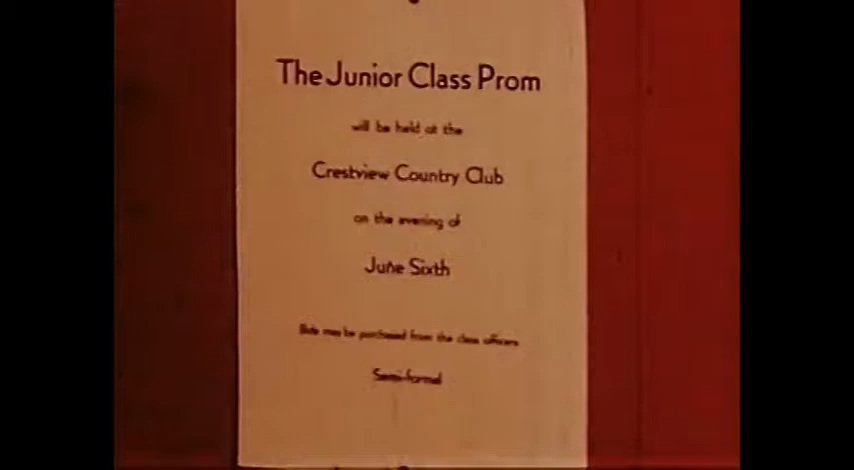 The Junior Class Prom
will be held at the
Crestview Country Club
on the evening of
June Sixth
Bids may be purchased from the class officers
Semi-formal